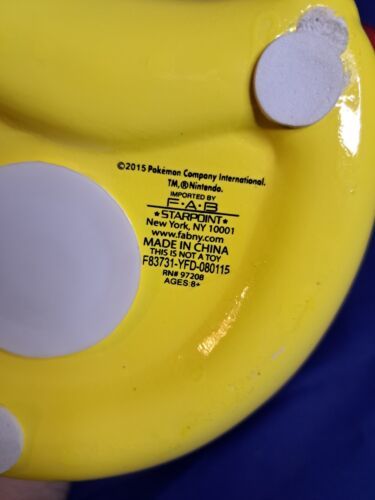 ©2015 Pokémon Company International.
TM,®Nintendo.
IMPORTED BY
F·A·B
★STARPOINT★
New York, NY 10001
www.fabny.com
MADE IN CHINA
THIS IS NOT A TOY
F83731-YFD-080115
RN# 97208
AGES:8+